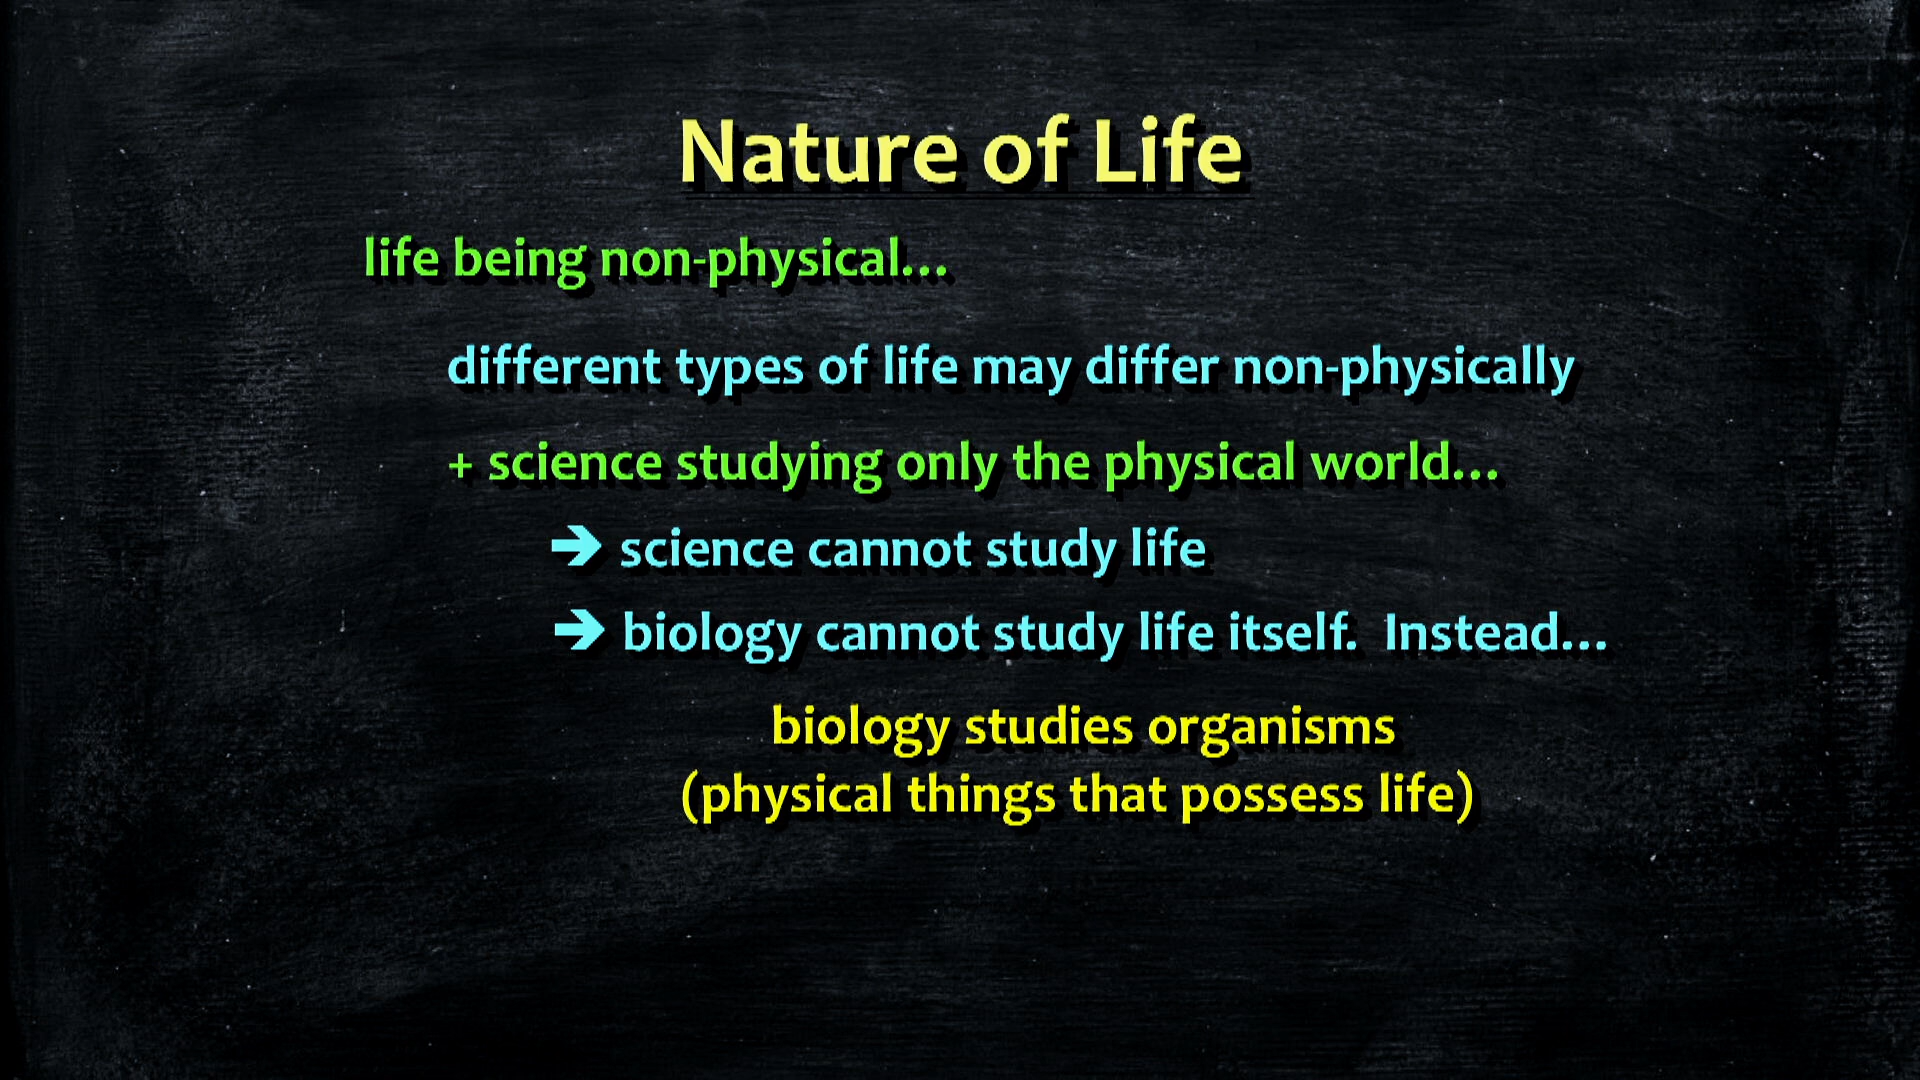 Nature of Life
life being non-physical...
different types of life may differ non-physically
+ science studying only the physical world...
➔ science cannot study life
➔ biology cannot study life itself.  Instead...
biology studies organisms
(physical things that possess life)